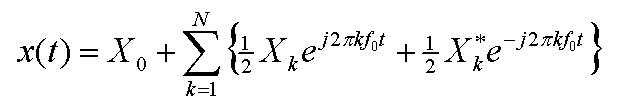 x(t) = X_0 + \sum_{k=1}^{N} \left\{ \frac{1}{2} X_k e^{j2\pi k f_0 t} + \frac{1}{2} X_k^* e^{-j2\pi k f_0 t} \right\}